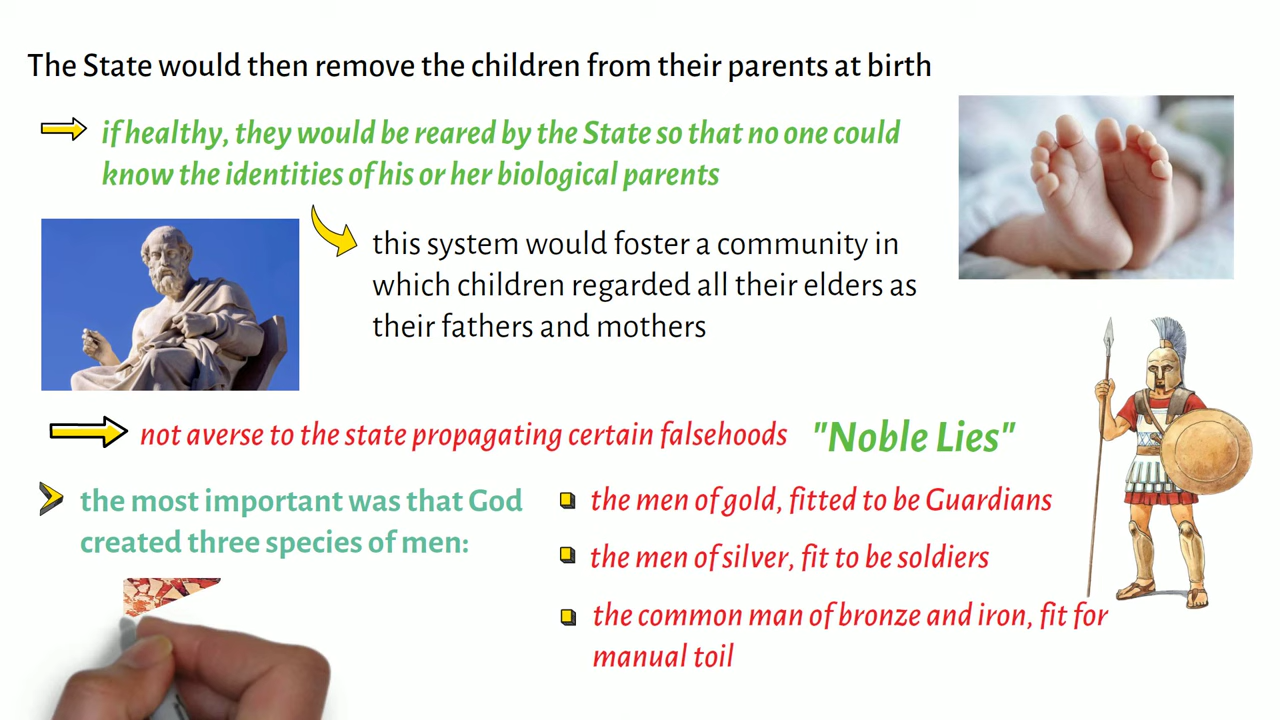 The State would then remove the children from their parents at birth
if healthy, they would be reared by the State so that no one could
know the identities of his or her biological parents
this system would foster a community in
which children regarded all their elders as
their fathers and mothers
not averse to the state propagating certain falsehoods "Noble Lies"
the most important was that God
created three species of men:
the men of gold, fitted to be Guardians
the men of silver, fit to be soldiers
the common man of bronze and iron, fit for
manual toil